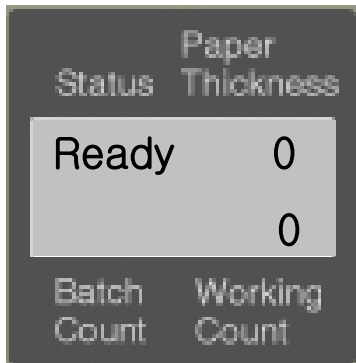 Paper
Status Thickness
Ready 0
0
Batch Working
Count Count